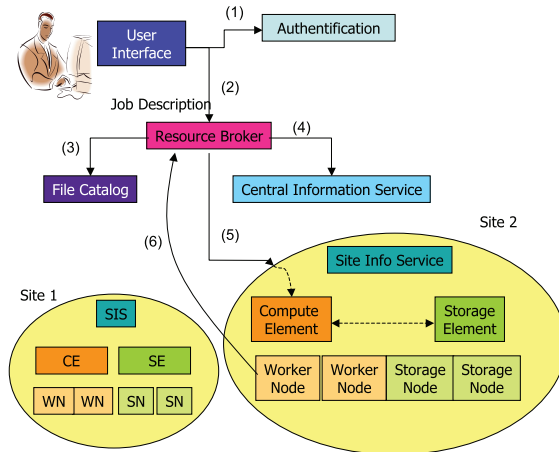 (1)
User
Interface
Authentification
(2)
Job Description
Resource Broker
(3)
(4)
File Catalog
Central Information Service
(6)
(5)
Site 2
Site Info Service
Site 1
SIS
Compute
Element
Storage
Element
CE
SE
Worker
Node
Worker
Node
Storage
Node
Storage
Node
WN
WN
SN
SN